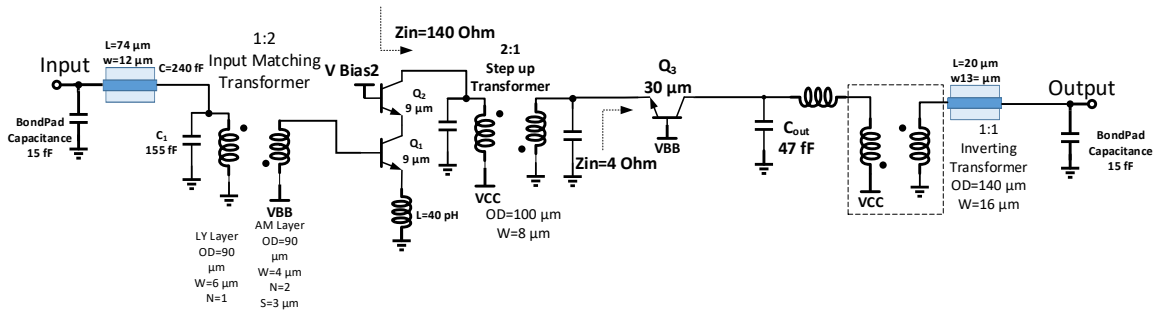 Zin=140 Ohm
1:2
Input Matching
Transformer
L=74 µm
w=12 µm
C=240 fF
Input
BondPad
Capacitance
15 fF
C1
155 fF
VBB
LY Layer
OD=90
µm
W=6 µm
N=1
AM Layer
OD=90
µm
W=4 µm
N=2
S=3 µm
V Bias2
Q2
9 µm
Q1
9 µm
L=40 pH
2:1
Step up
Transformer
VCC
OD=100 µm
W=8 µm
Q3
30 µm
VBB
Zin=4 Ohm
Cout
47 fF
VCC
L=20 µm
w13= µm
1:1
Inverting
Transformer
OD=140 µm
W=16 µm
Output
BondPad
Capacitance
15 fF